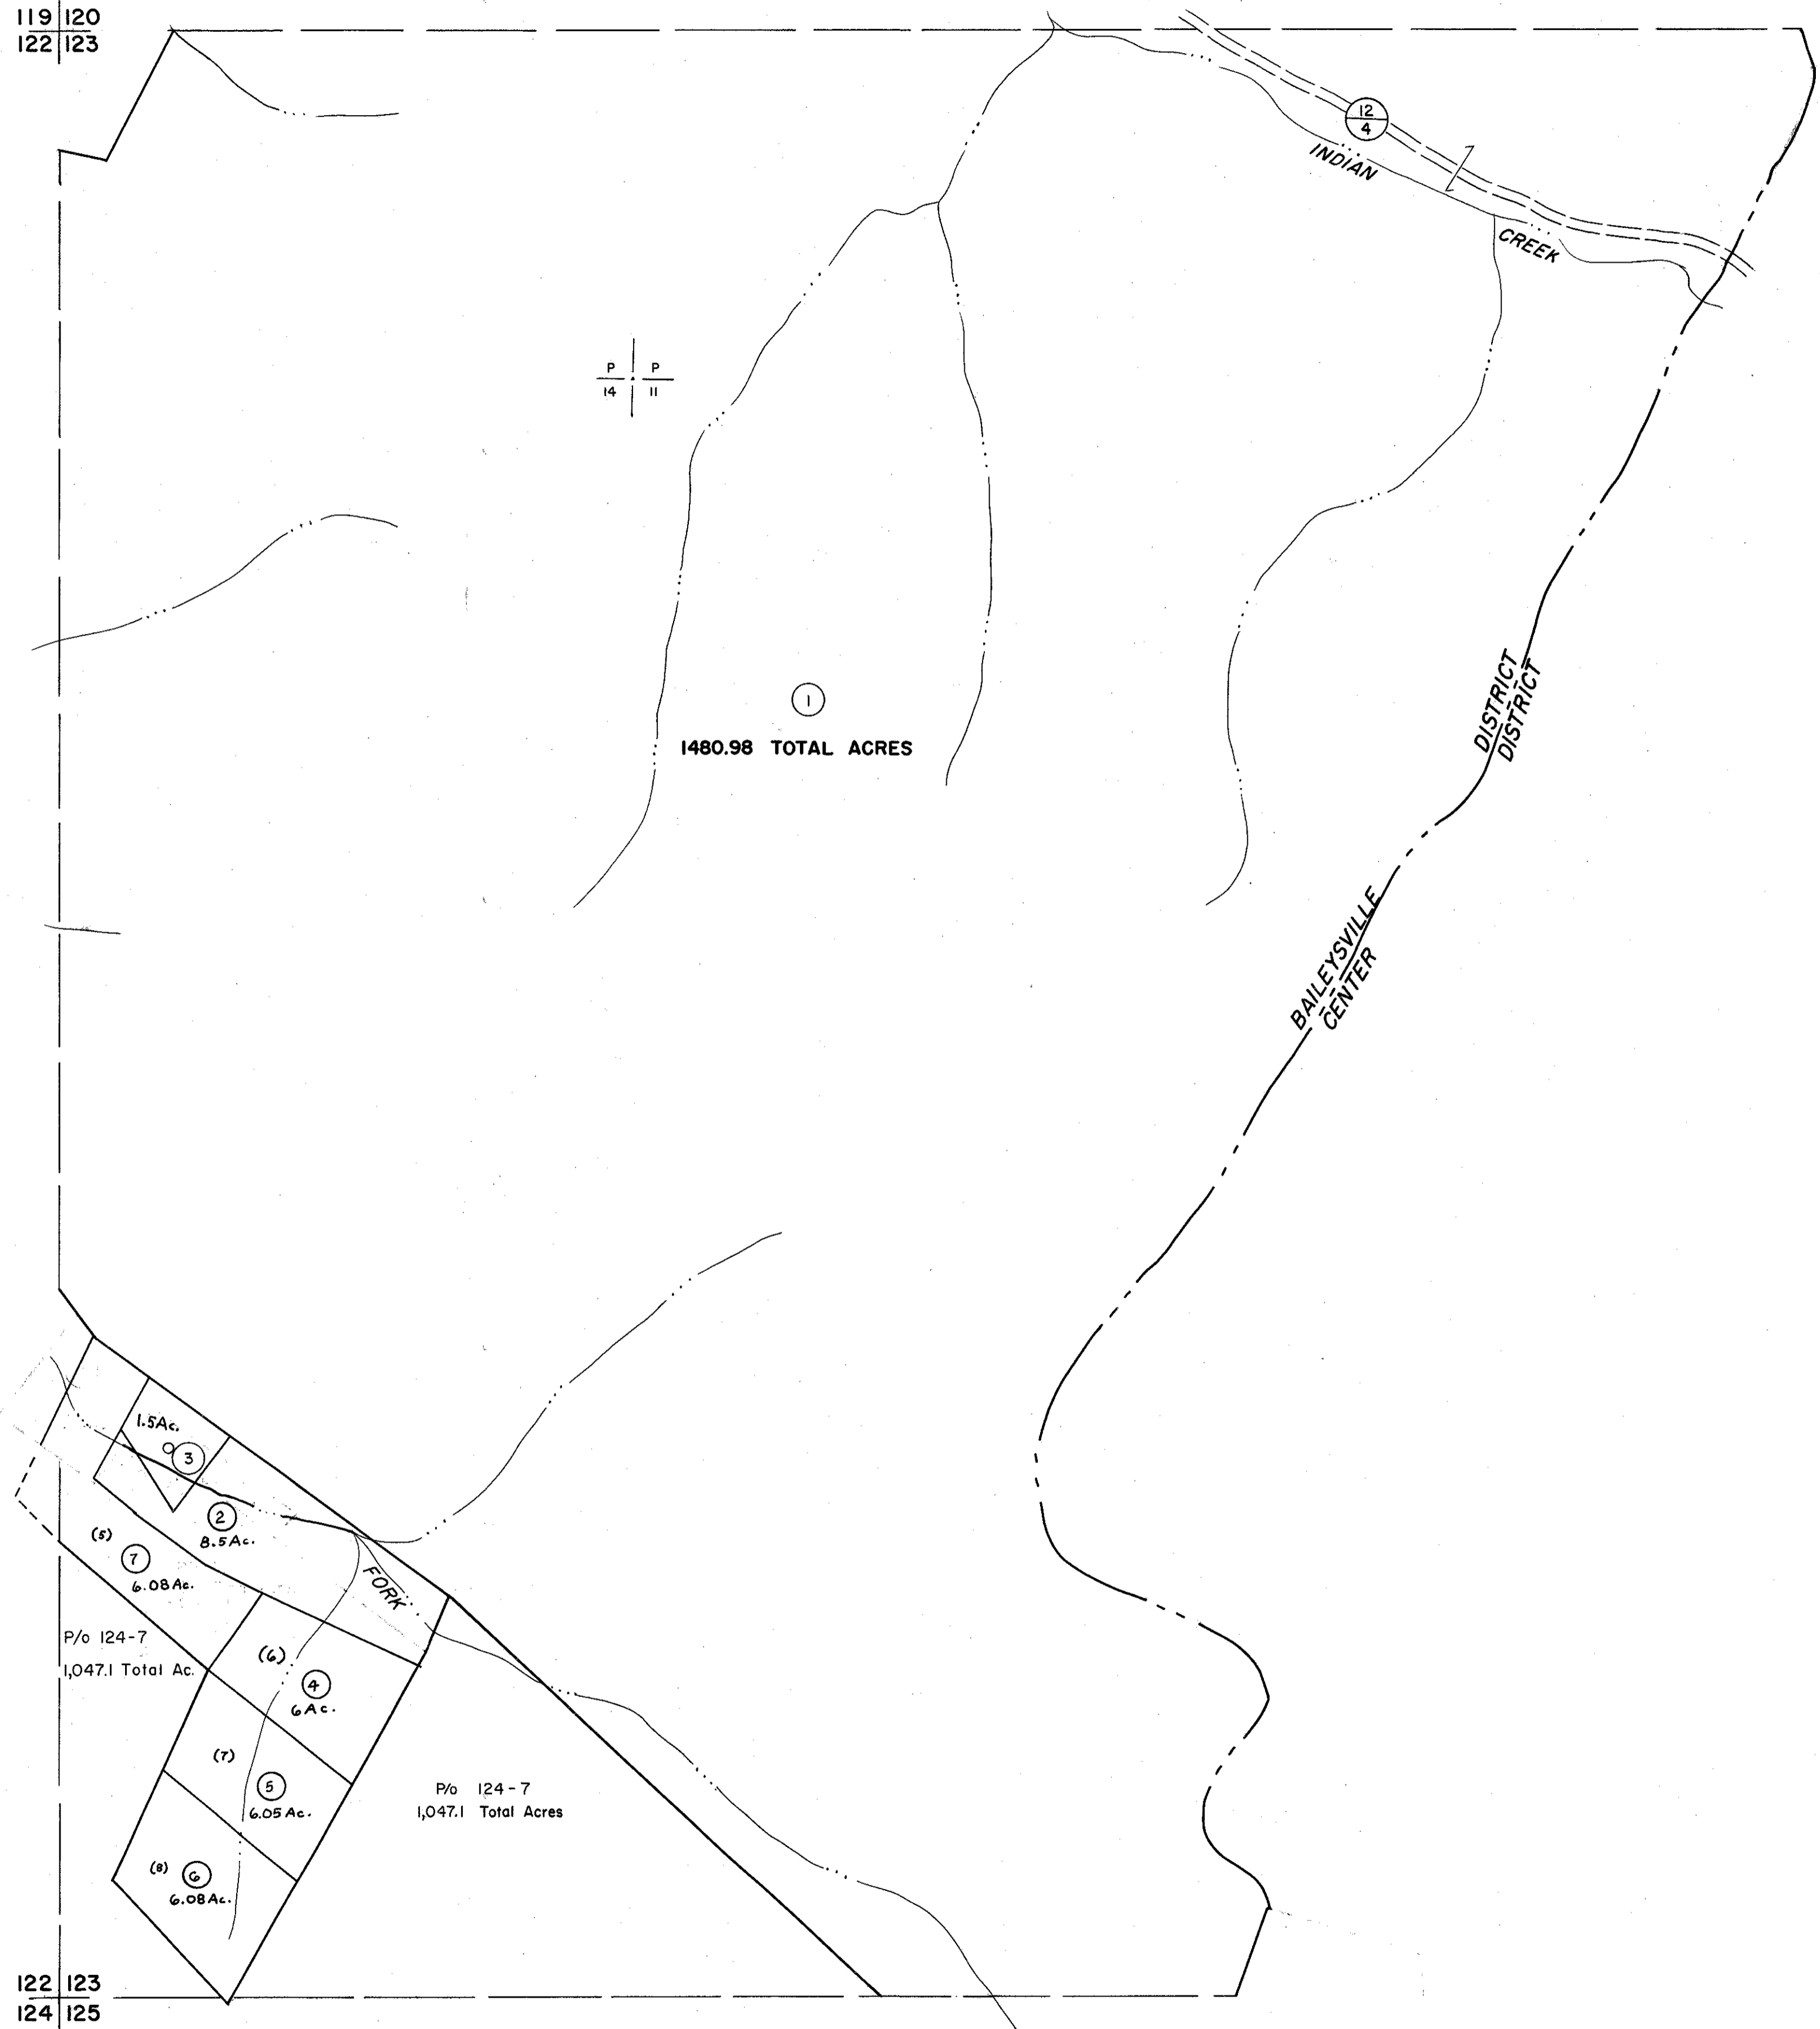 119 120
122 123
12
4
INDIAN
CREEK
P P
14 11
1
1480.98 TOTAL ACRES
DISTRICT
DISTRICT
BAILEYSVILLE
CENTER
1.5Ac.
3
2
8.5Ac.
(5)
7
6.08Ac.
FORK
P/o 124-7
1,047.1 Total Ac.
(6)
4
6Ac.
(7)
5
6.05Ac.
P/o 124-7
1,047.1 Total Acres
(8)
6
6.08Ac.
122 123
124 125